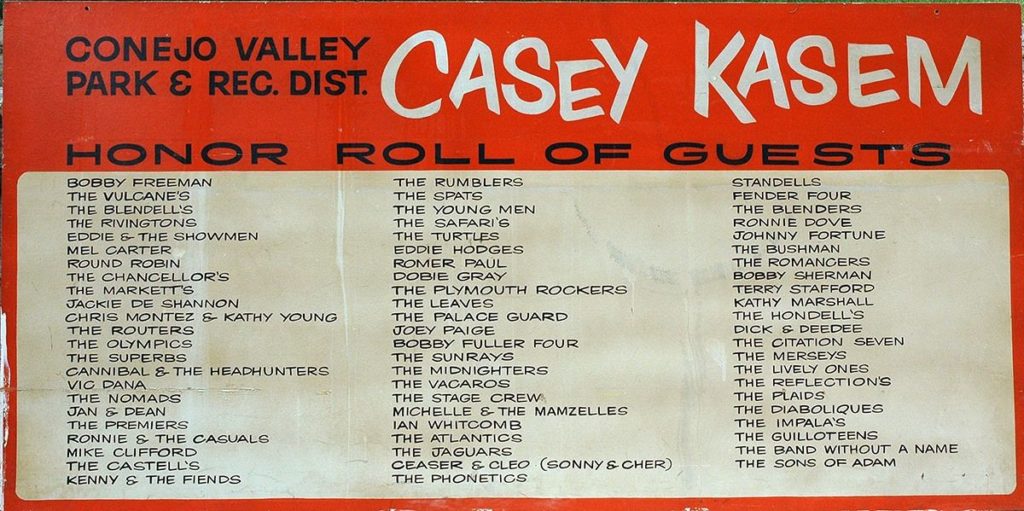 CONEJO VALLEY
PARK & REC. DIST.
CASEY KASEM
HONOR ROLL OF GUESTS
BOBBY FREEMAN
THE VULCANE'S
THE BLENDELL'S
THE RIVINGTONS
EDDIE & THE SHOWMEN
MEL CARTER
ROUND ROBIN
THE CHANCELLOR'S
THE MARKETT'S
JACKIE DE SHANNON
CHRIS MONTEZ & KATHY YOUNG
THE ROUTERS
THE OLYMPICS
THE SUPERBS
CANNIBAL & THE HEADHUNTERS
VIC DANA
THE NOMADS
JAN & DEAN
THE PREMIERS
RONNIE & THE CASUALS
MIKE CLIFFORD
THE CASTELL'S
KENNY & THE FIENDS
THE RUMBLERS
THE SPATS
THE YOUNG MEN
THE SAFARI'S
THE TURTLES
EDDIE HODGES
ROMER PAUL
DOBIE GRAY
THE PLYMOUTH ROCKERS
THE LEAVES
THE PALACE GUARD
JOEY PAIGE
BOBBY FULLER FOUR
THE SUNRAYS
THE MIDNIGHTERS
THE VACAROS
THE STAGE CREW
MICHELLE & THE MAMZELLES
IAN WHITCOMB
THE ATLANTICS
THE JAGUARS
CEASER & CLEO (SONNY & CHER)
THE PHONETICS
STANDELLS
FENDER FOUR
THE BLENDERS
RONNIE DOVE
JOHNNY FORTUNE
THE BUSHMAN
THE ROMANCERS
BOBBY SHERMAN
TERRY STAFFORD
KATHY MARSHALL
THE HONDELL'S
DICK & DEEDEE
THE CITATION SEVEN
THE MERSEYS
THE LIVELY ONES
THE REFLECTION'S
THE PLAIDS
THE DIABOLIQUES
THE IMPALA'S
THE GUILLOTEENS
THE BAND WITHOUT A NAME
THE SONS OF ADAM